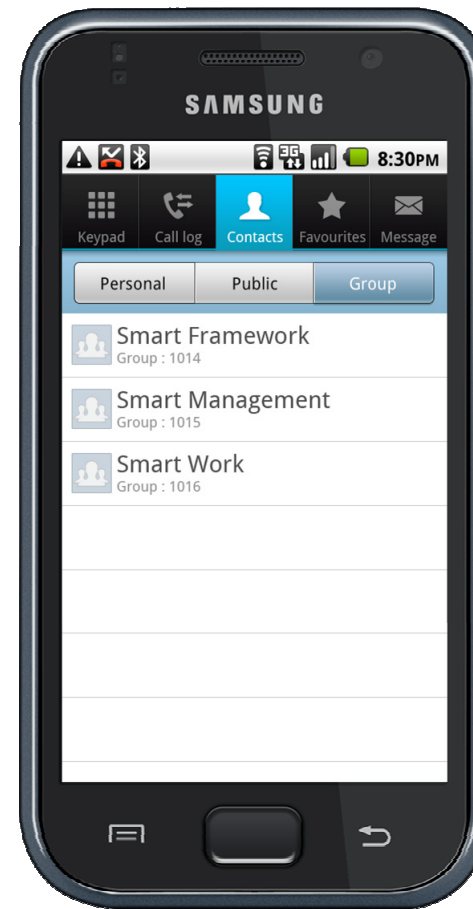 SAMSUNG
3G 8:30PM
Keypad Call log Contacts Favourites Message
Personal Public Group
Smart Framework
Group : 1014
Smart Management
Group : 1015
Smart Work
Group : 1016